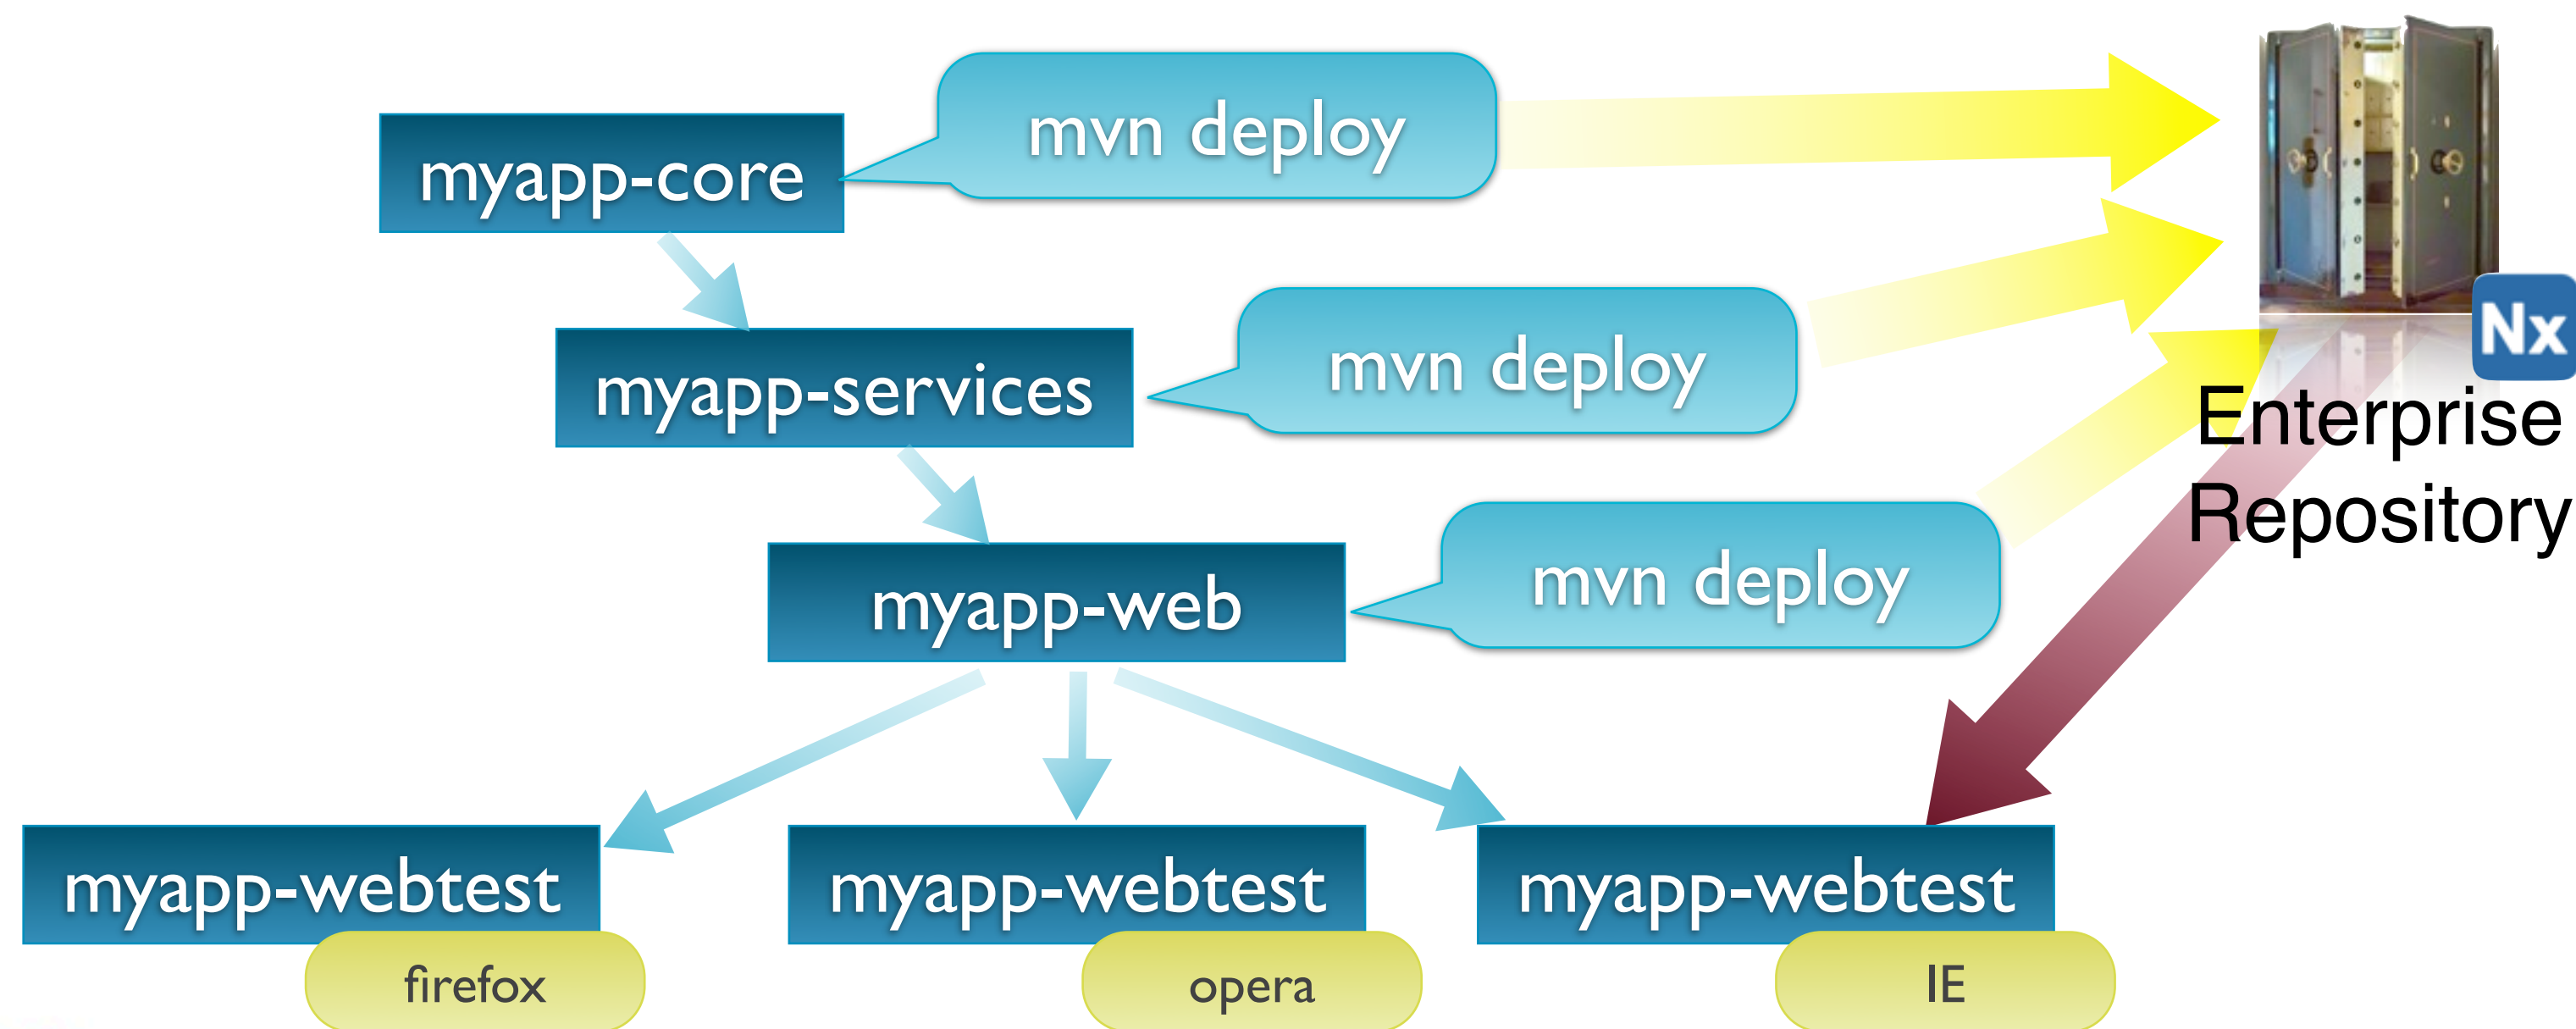 myapp-core
mvn deploy
myapp-services
mvn deploy
Nx
Enterprise
Repository
myapp-web
mvn deploy
myapp-webtest
firefox
myapp-webtest
opera
myapp-webtest
IE